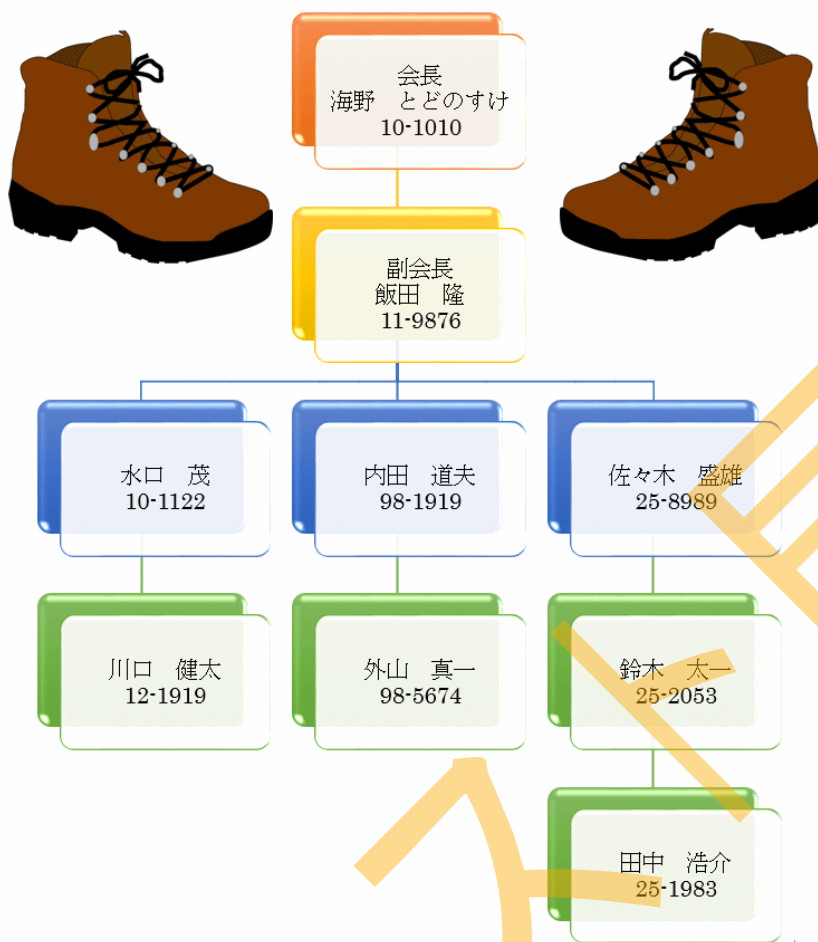 会長
海野　とどのすけ
10-1010
副会長
飯田　隆
11-9876
水口　茂
10-1122
内田　道夫
98-1919
佐々木　盛雄
25-8989
川口　健太
12-1919
外山　真一
98-5674
鈴木　太一
25-2053
田中　浩介
25-1983